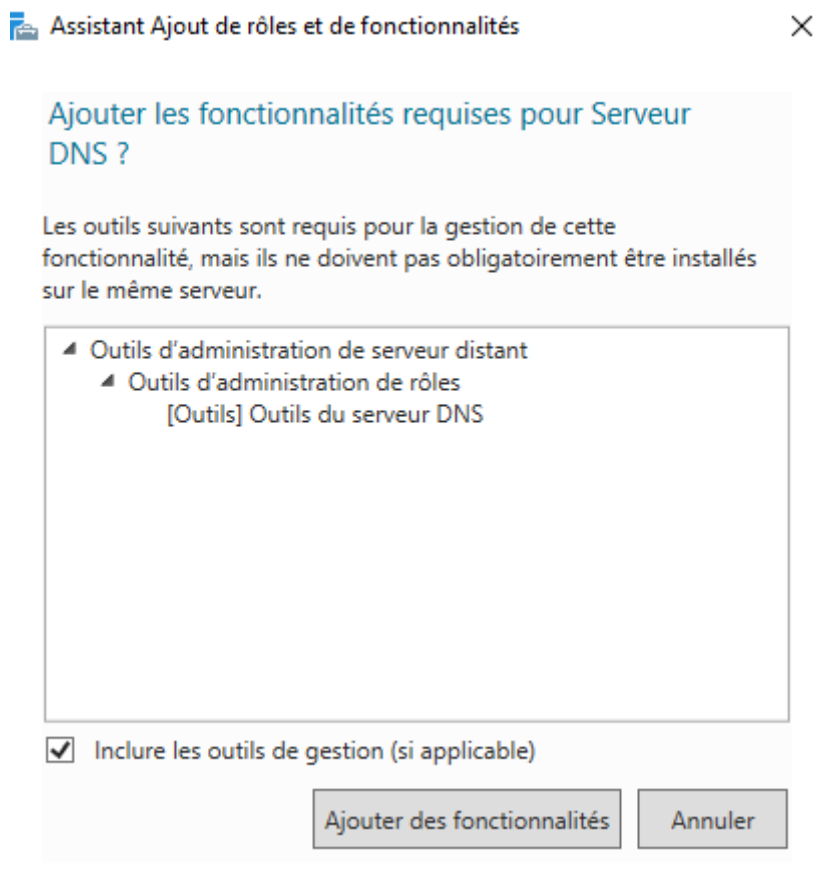 Assistant Ajout de rôles et de fonctionnalités
Ajouter les fonctionnalités requises pour Serveur
DNS ?
Les outils suivants sont requis pour la gestion de cette
fonctionnalité, mais ils ne doivent pas obligatoirement être installés
sur le même serveur.
Outils d'administration de serveur distant
Outils d'administration de rôles
[Outils] Outils du serveur DNS
Inclure les outils de gestion (si applicable)
Ajouter des fonctionnalités
Annuler